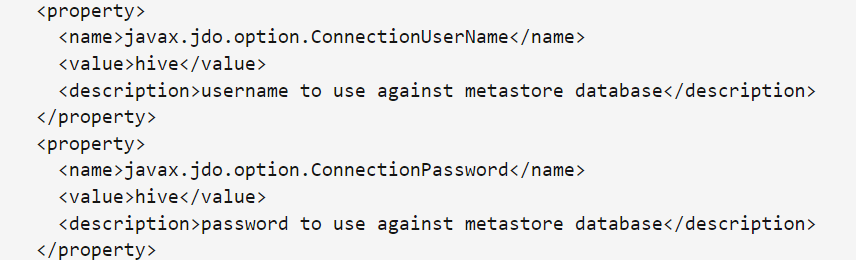 <property>
<name>javax.jdo.option.ConnectionUserName</name>
<value>hive</value>
<description>username to use against metastore database</description>
</property>
<property>
<name>javax.jdo.option.ConnectionPassword</name>
<value>hive</value>
<description>password to use against metastore database</description>
</property>